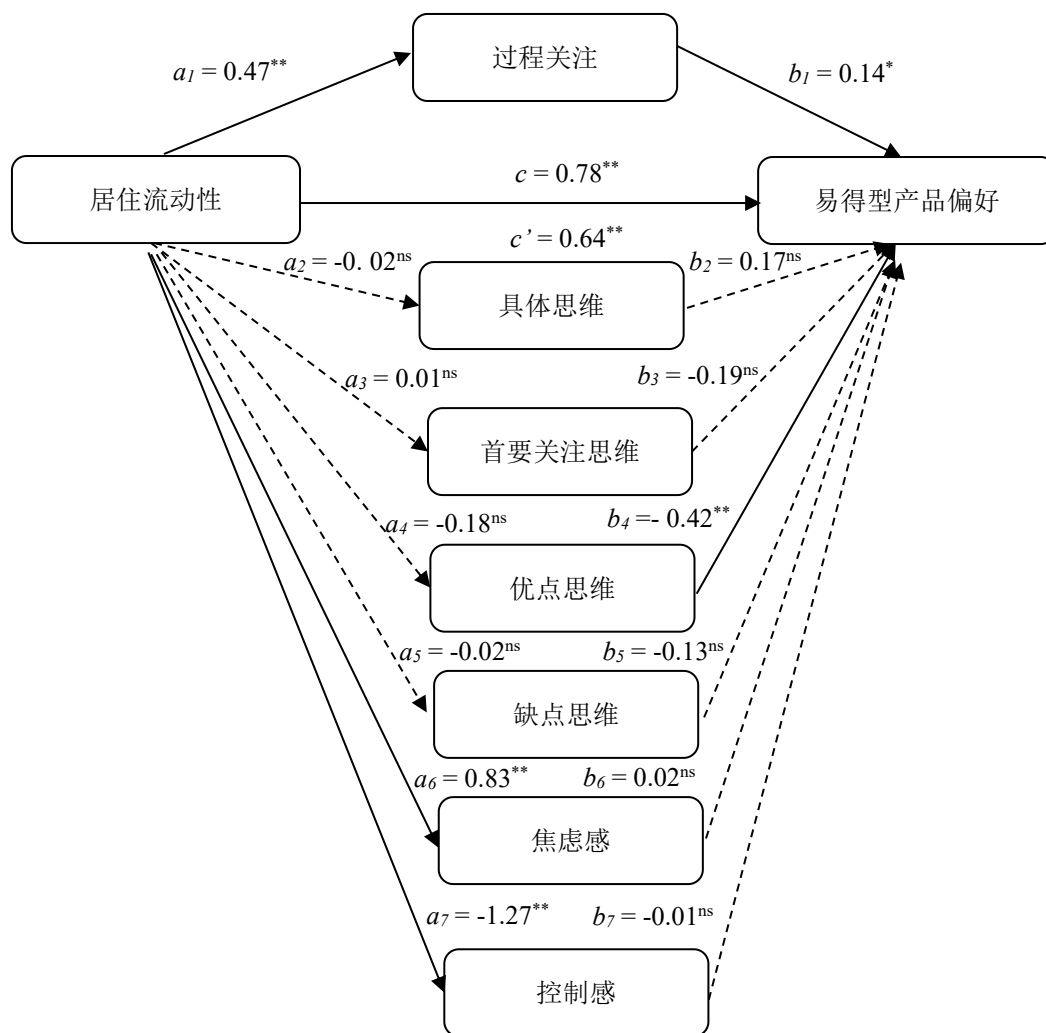 过程关注
a1 = 0.47**
b1 = 0.14*
居住流动性
c = 0.78**
易得型产品偏好
c’ = 0.64**
a2 = -0. 02ns
b2 = 0.17ns
具体思维
a3 = 0.01ns
b3 = -0.19ns
首要关注思维
a4 = -0.18ns
b4 =- 0.42**
优点思维
a5 = -0.02ns
b5 = -0.13ns
缺点思维
a6 = 0.83**
b6 = 0.02ns
焦虑感
a7 = -1.27**
b7 = -0.01ns
控制感